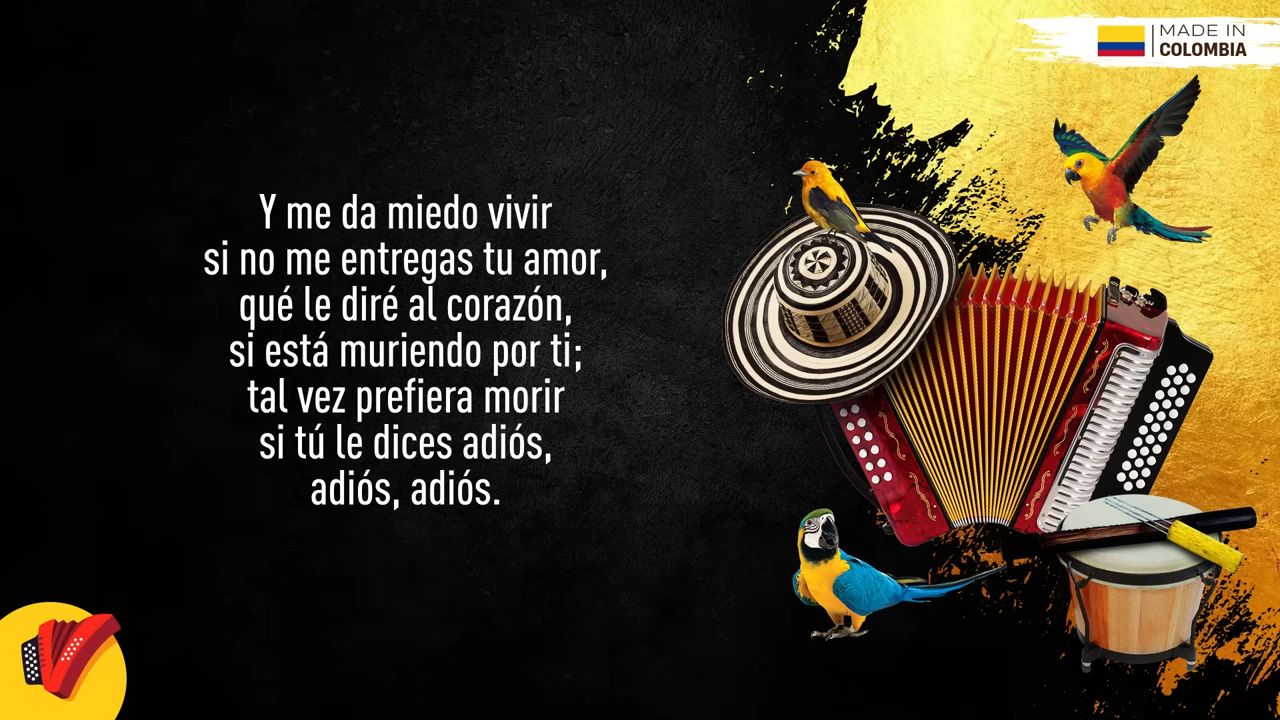 MADE IN
COLOMBIA
Y me da miedo vivir
si no me entregas tu amor,
qué le diré al corazón,
si está muriendo por ti;
tal vez prefiera morir
si tú le dices adiós,
adiós, adiós.